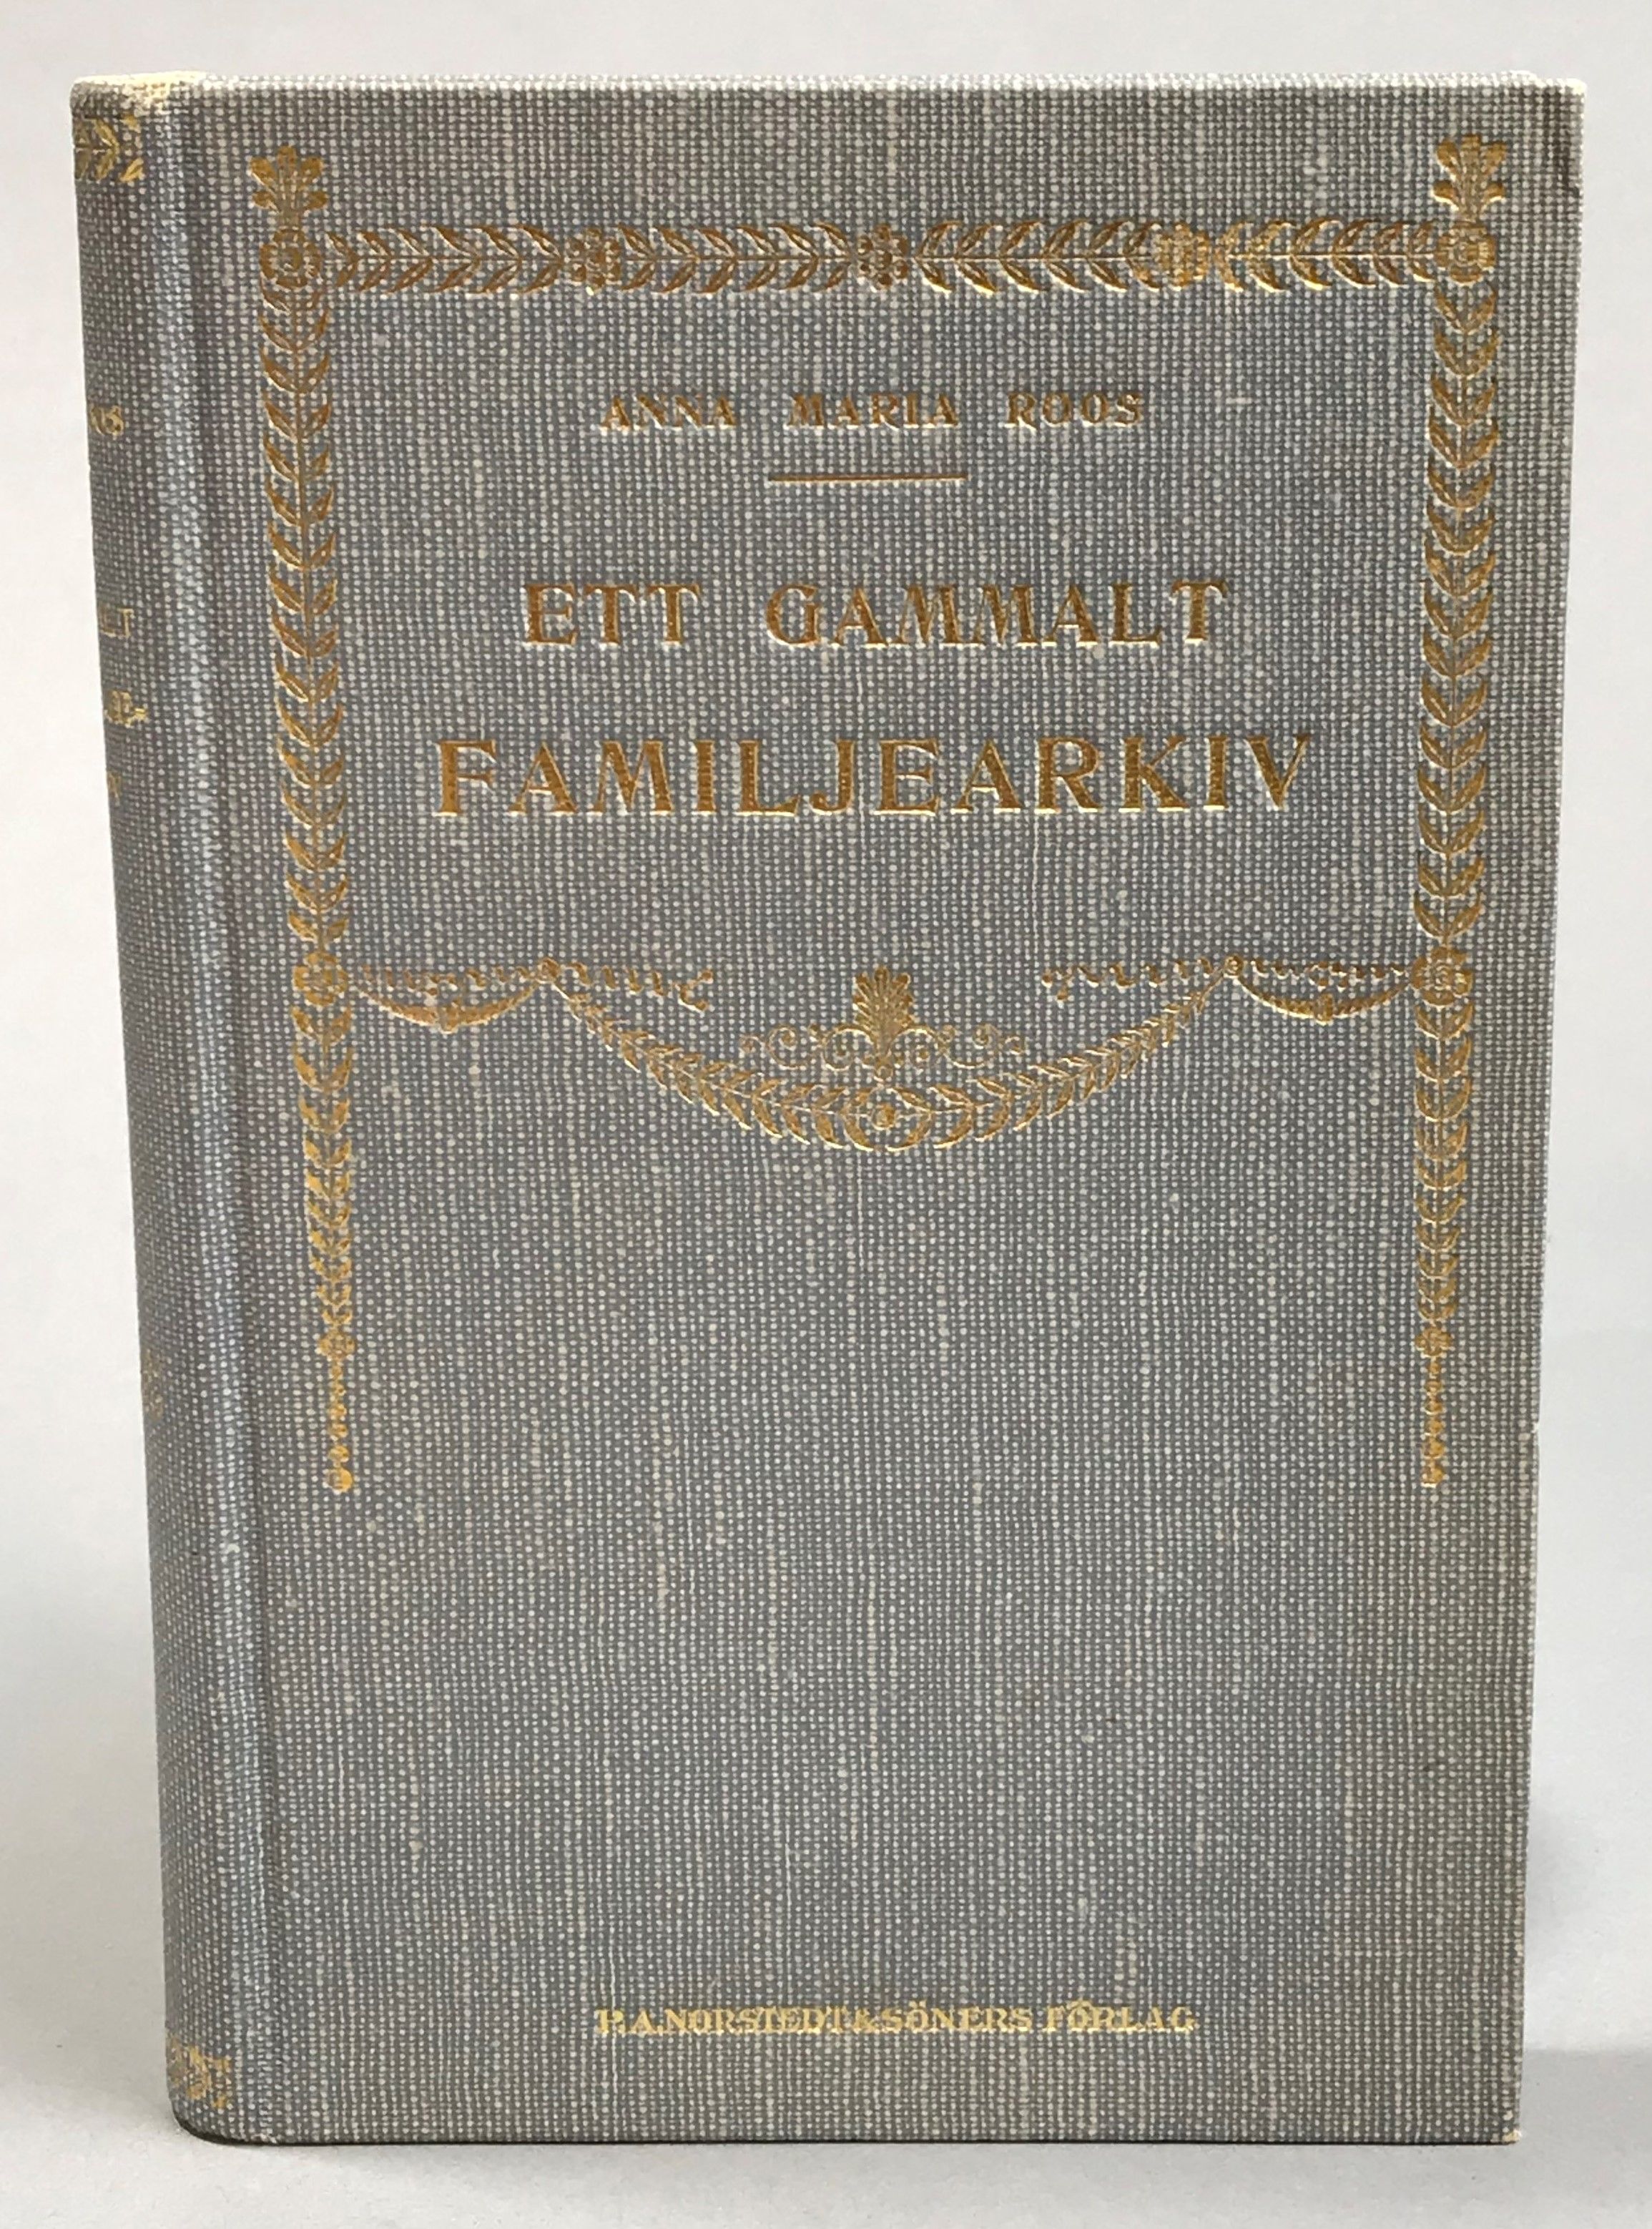 ANNA MARIA ROOS
ETT GAMMALT
FAMILJEARKIV
P.A.NORSTEDT&SÖNERS FÖRLAG